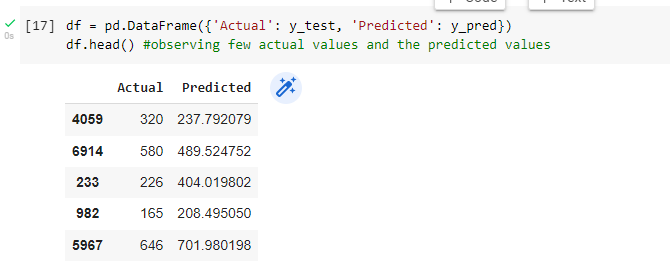 + Code + Text
[17] df = pd.DataFrame({'Actual': y_test, 'Predicted': y_pred})
0s
df.head() #observing few actual values and the predicted values
Actual Predicted
4059 320 237.792079
6914 580 489.524752
233 226 404.019802
982 165 208.495050
5967 646 701.980198